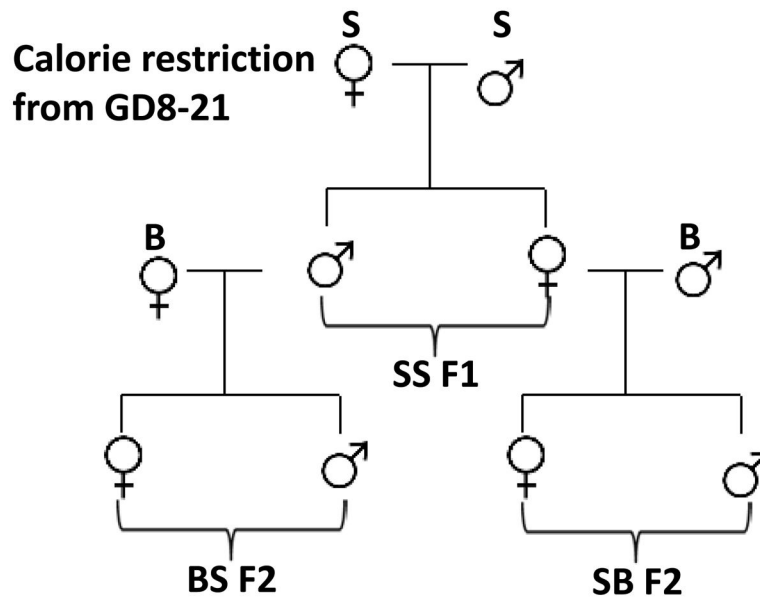 S S
Calorie restriction
from GD8-21
B B
SS F1
BS F2 SB F2